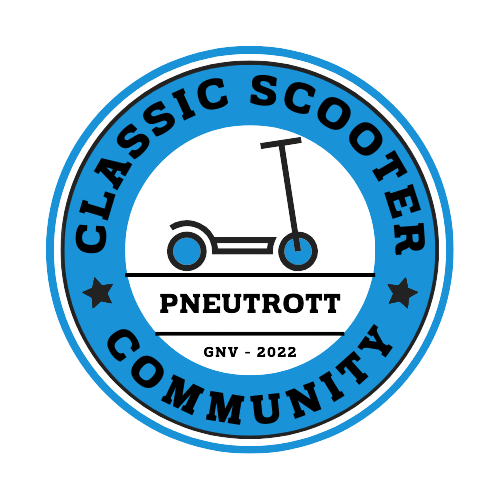 CLASSIC SCOOTER
PNEUTROTT
GNV - 2022
COMMUNITY